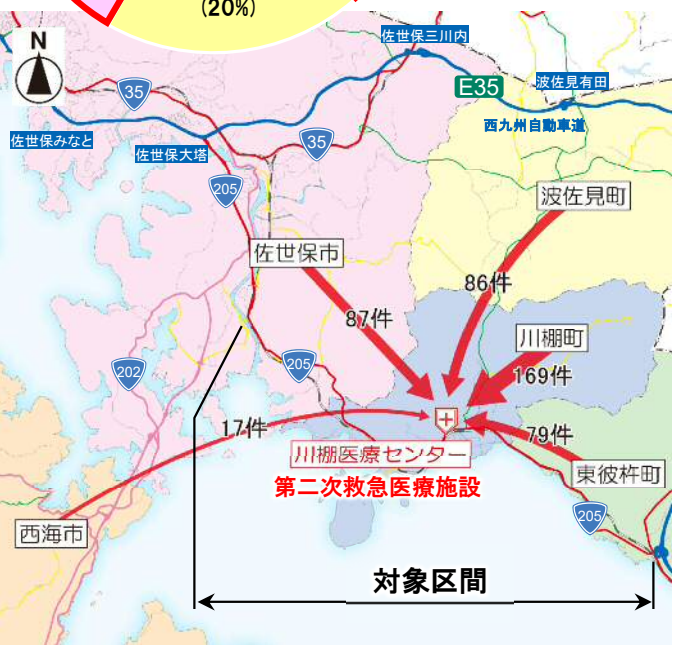 (20%)
N
佐世保三川内
35
E35
波佐見有田
西九州自動車道
佐世保みなと
佐世保大塔
35
205
波佐見町
佐世保市
86件
87件
川棚町
205
202
169件
17件
79件
川棚医療センター
東彼杵町
第二次救急医療施設
205
西海市
対象区間